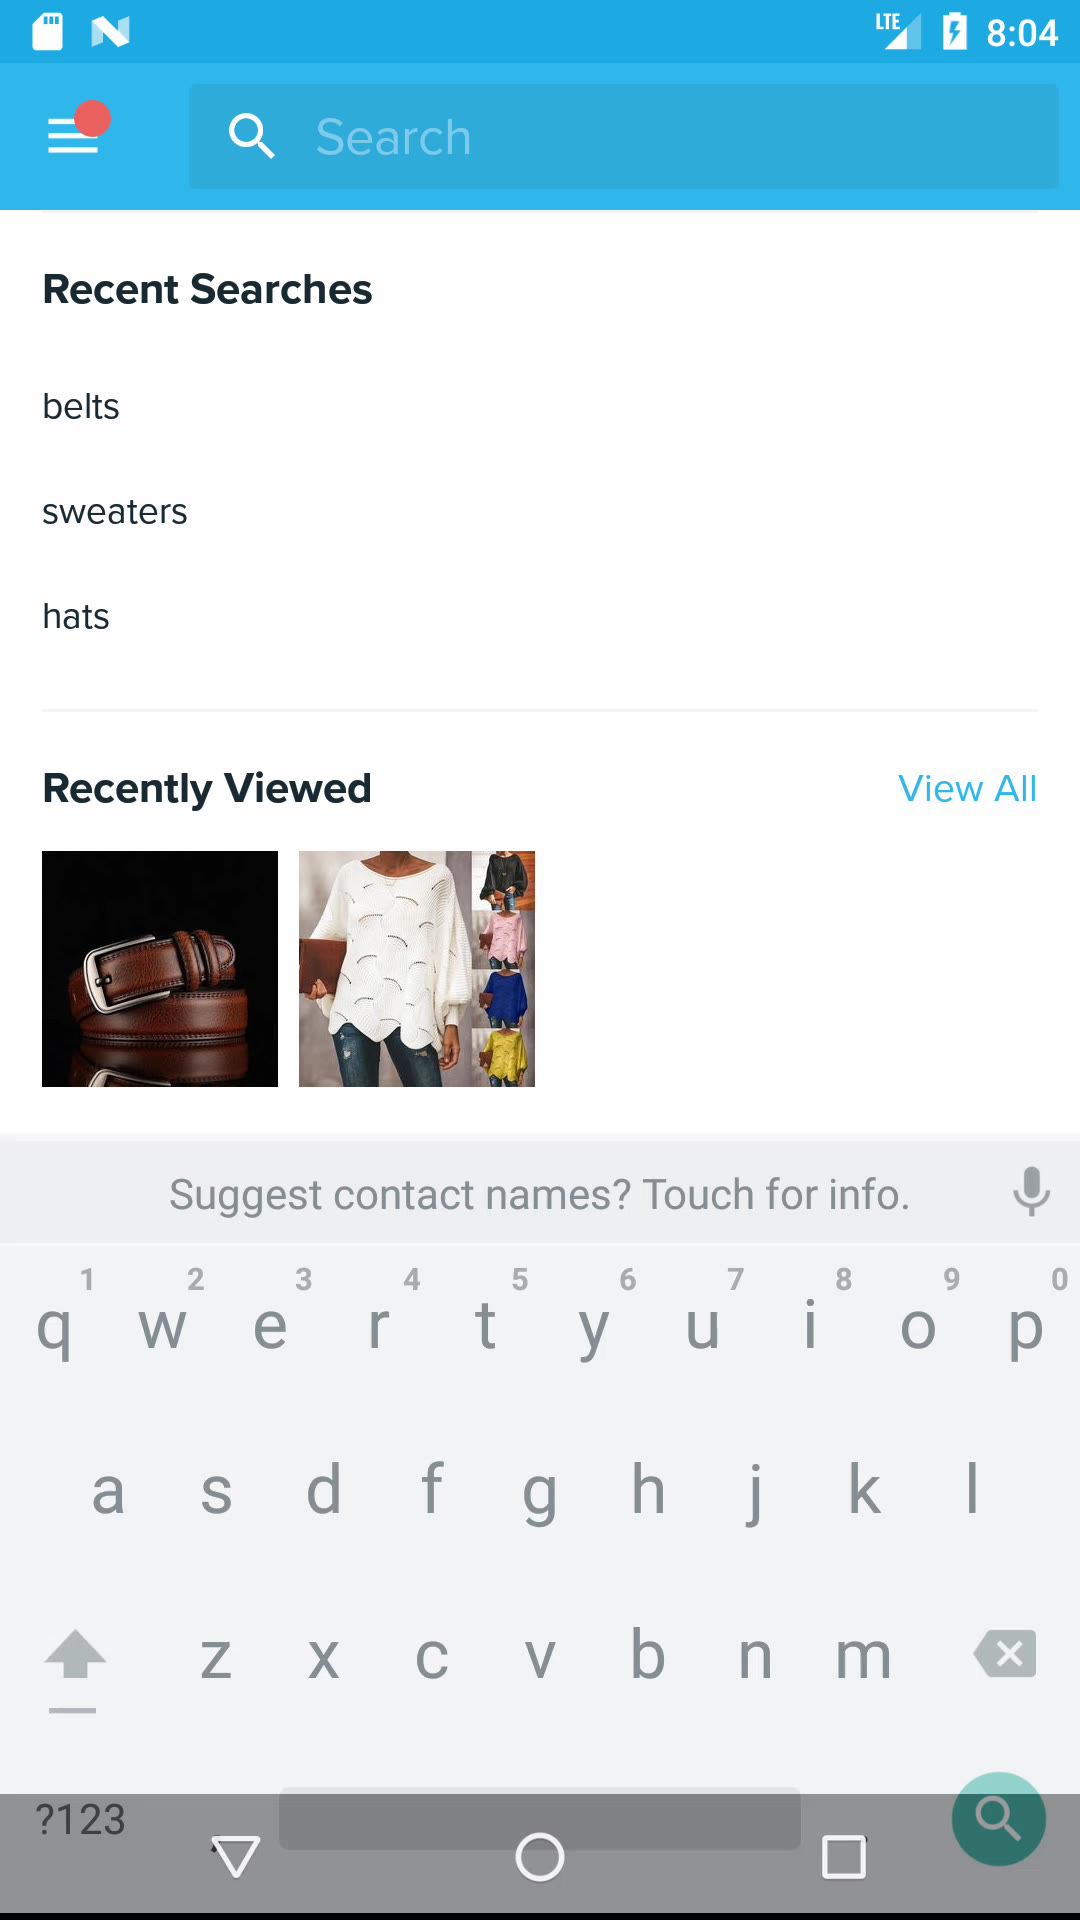 LTE 8:04
Search
Recent Searches
belts
sweaters
hats
Recently Viewed View All
Suggest contact names? Touch for info.
1 2 3 4 5 6 7 8 9 0
q w e r t y u i o p
a s d f g h j k l
z x c v b n m
?123